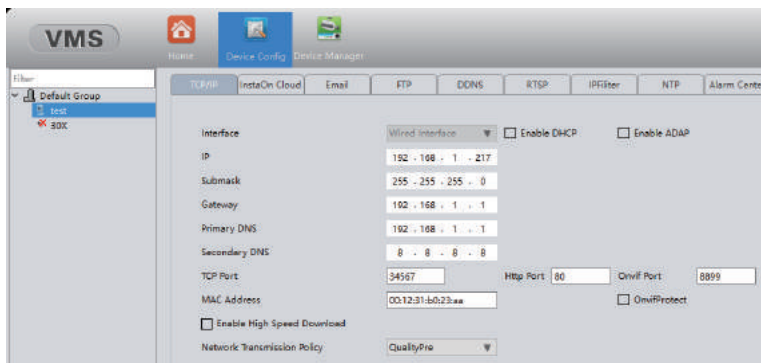 VMS
Home
Device Config
Device Manager
Filter
Default Group
test
30X
TCP/IP
InstaOn Cloud
Email
FTP
DDNS
RTSP
IPFilter
NTP
Alarm Cente
Interface
Wired Interface
Enable DHCP
Enable ADAP
IP
192 . 168 . 1 . 217
Submask
255 . 255 . 255 . 0
Gateway
192 . 168 . 1 . 1
Primary DNS
192 . 168 . 1 . 1
Secondary DNS
8 . 8 . 8 . 8
TCP Port
34567
Http Port
80
Onvif Port
8899
MAC Address
00:12:31:b0:23:aa
OnvifProtect
Enable High Speed Download
Network Transmission Policy
QualityPre